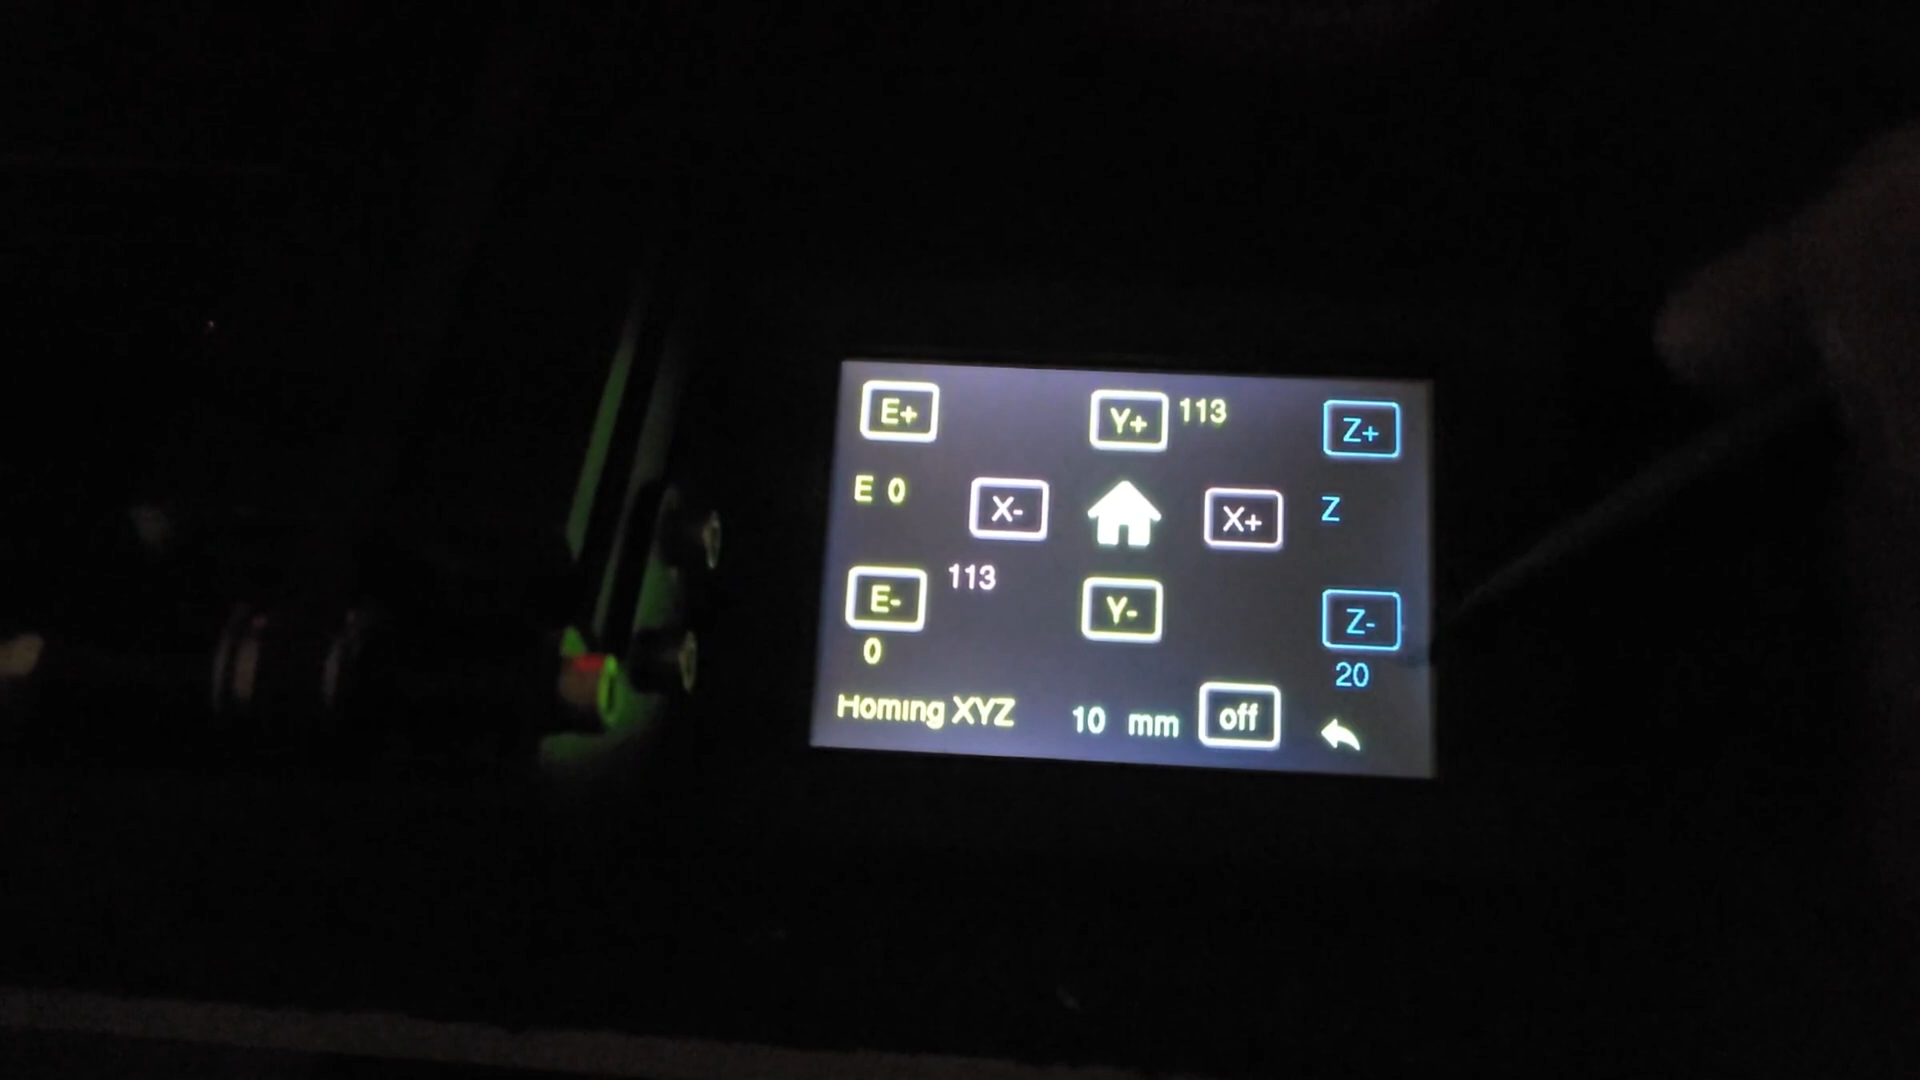 E+
Y+ 113
Z+
E 0
X-
X+
Z
E-
113
Y-
Z-
0
20
Homing XYZ
10 mm
off